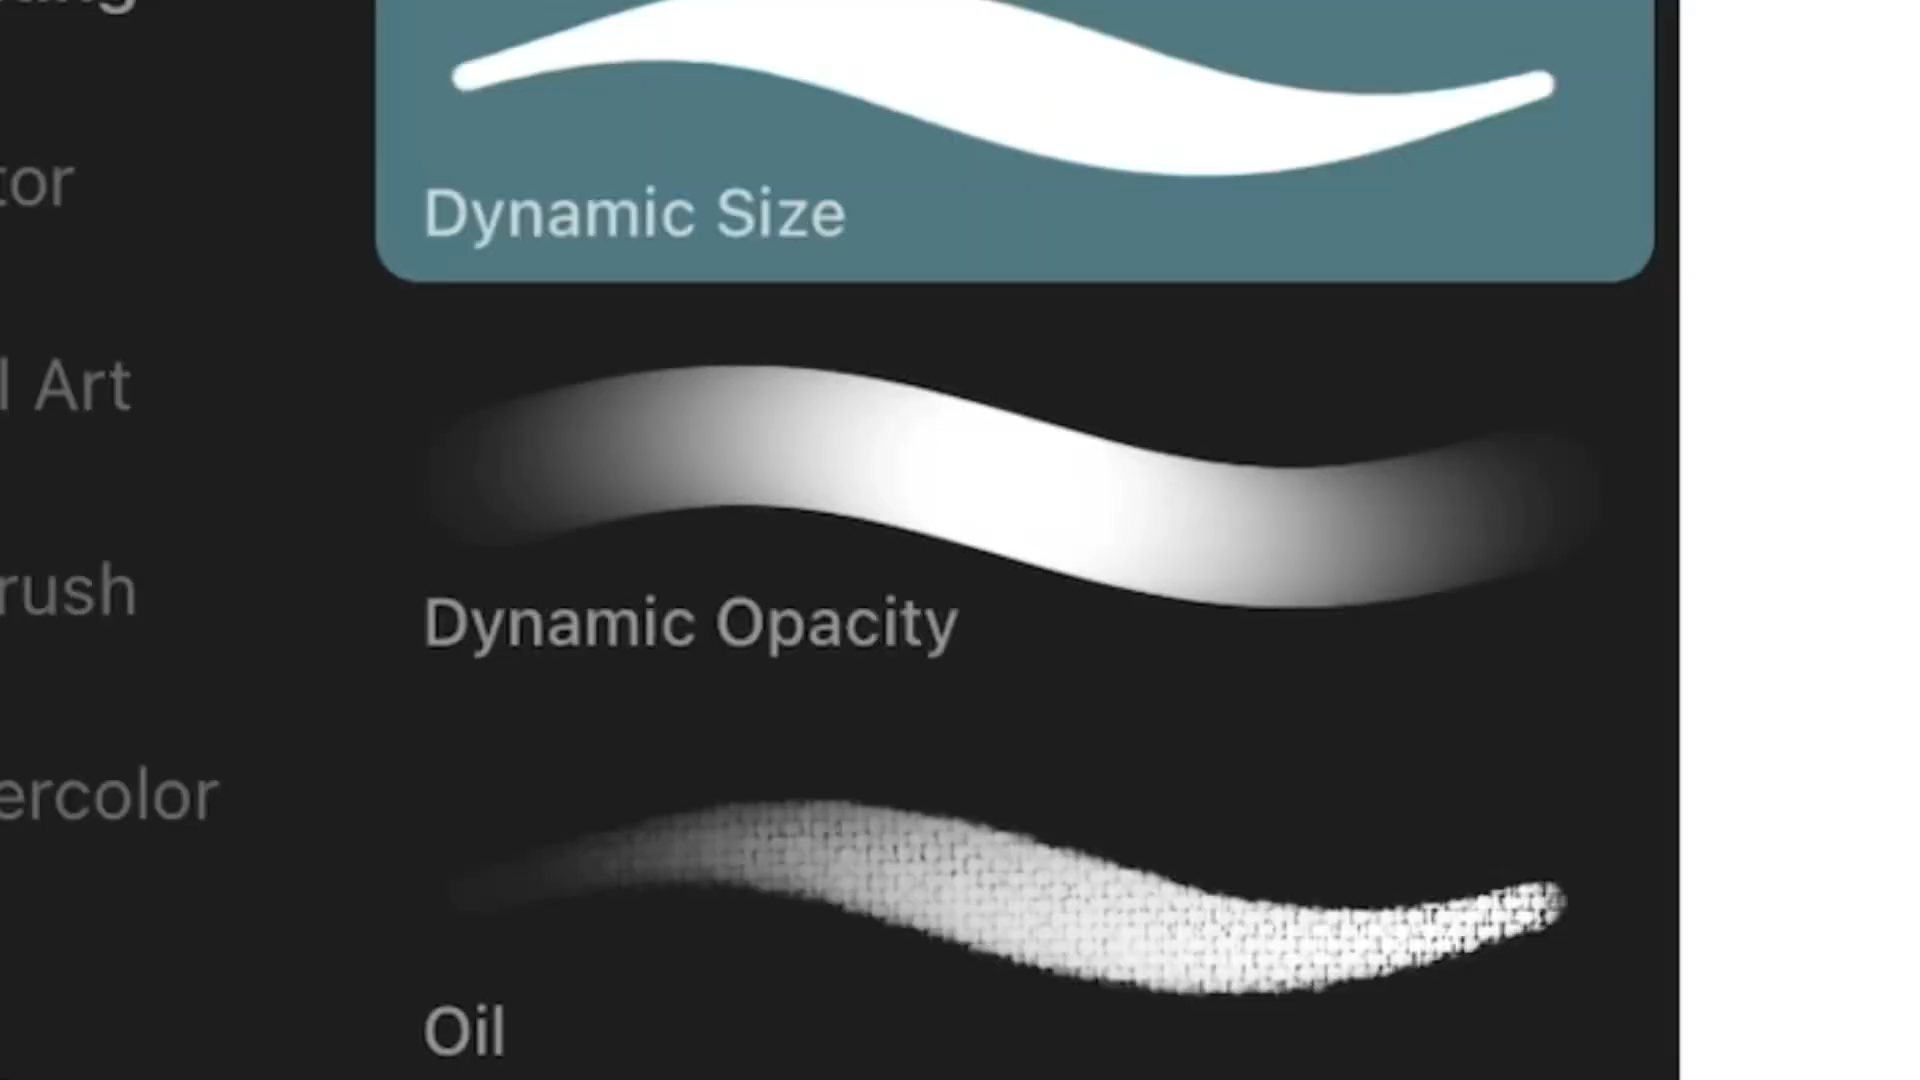 tor
Dynamic Size
l Art
rush
Dynamic Opacity
ercolor
Oil